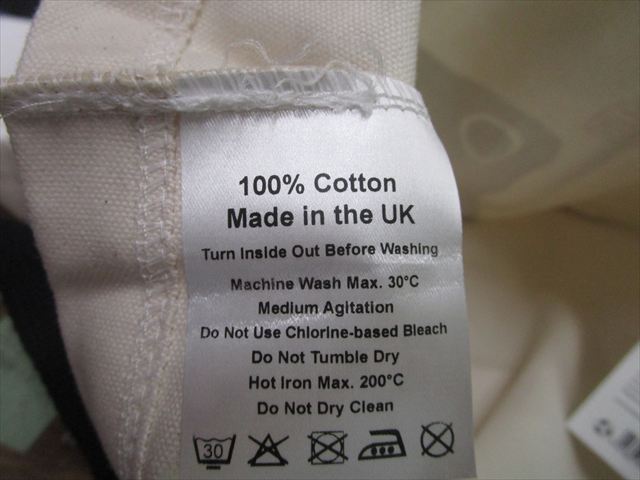 100% Cotton
Made in the UK
Turn Inside Out Before Washing
Machine Wash Max. 30°C
Medium Agitation
Do Not Use Chlorine-based Bleach
Do Not Tumble Dry
Hot Iron Max. 200°C
Do Not Dry Clean
30